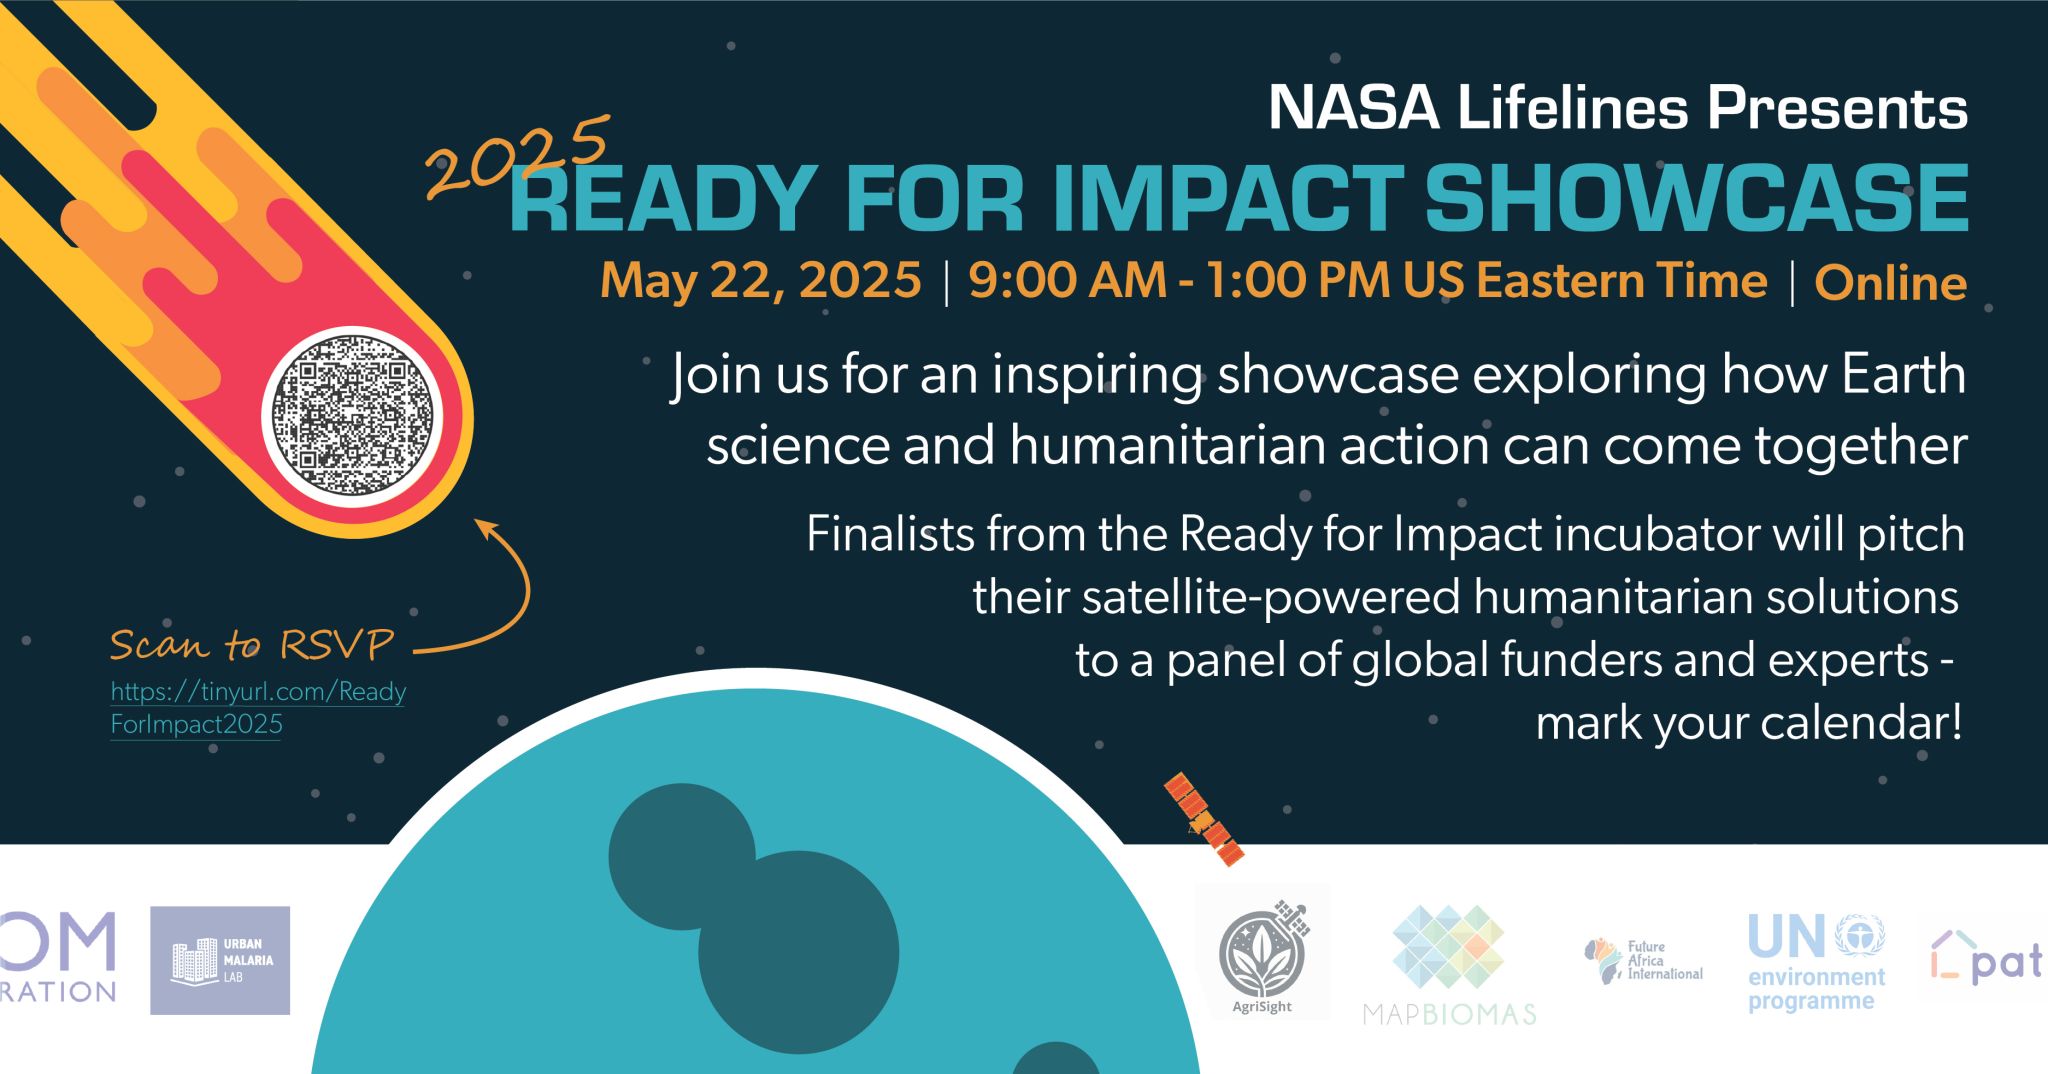 NASA Lifelines Presents
2025
READY FOR IMPACT SHOWCASE
May 22, 2025 | 9:00 AM - 1:00 PM US Eastern Time | Online
Join us for an inspiring showcase exploring how Earth
science and humanitarian action can come together
Finalists from the Ready for Impact incubator will pitch
their satellite-powered humanitarian solutions
to a panel of global funders and experts -
mark your calendar!
Scan to RSVP
https://tinyurl.com/Ready
ForImpact2025
OM
RATION
URBAN
MALARIA
LAB
AgriSight
MAPBIOMAS
Future
Africa
International
UN
environment
programme
pat